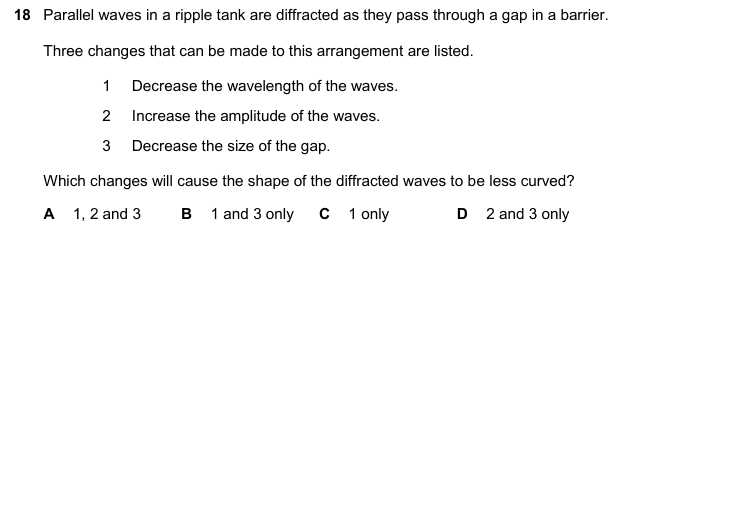 18 Parallel waves in a ripple tank are diffracted as they pass through a gap in a barrier.
Three changes that can be made to this arrangement are listed.
1 Decrease the wavelength of the waves.
2 Increase the amplitude of the waves.
3 Decrease the size of the gap.
Which changes will cause the shape of the diffracted waves to be less curved?
A 1, 2 and 3 B 1 and 3 only C 1 only D 2 and 3 only